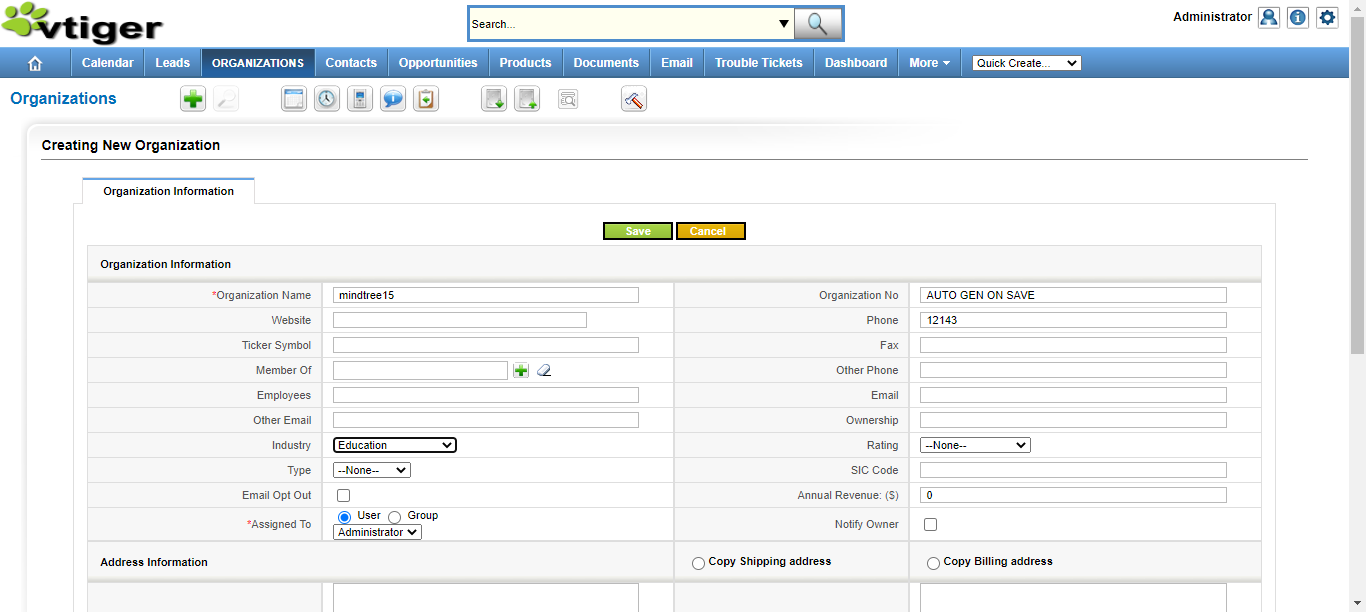 vtiger
Search...
Administrator
Calendar Leads ORGANIZATIONS Contacts Opportunities Products Documents Email Trouble Tickets Dashboard More Quick Create...
Organizations
Creating New Organization
Organization Information
Save Cancel
Organization Information
*Organization Name mindtree15 Organization No AUTO GEN ON SAVE
Website Phone 12143
Ticker Symbol Fax
Member Of Other Phone
Employees Email
Other Email Ownership
Industry Education Rating --None--
Type --None-- SIC Code
Email Opt Out Annual Revenue: ($) 0
*Assigned To User Group Notify Owner
Administrator
Address Information Copy Shipping address Copy Billing address